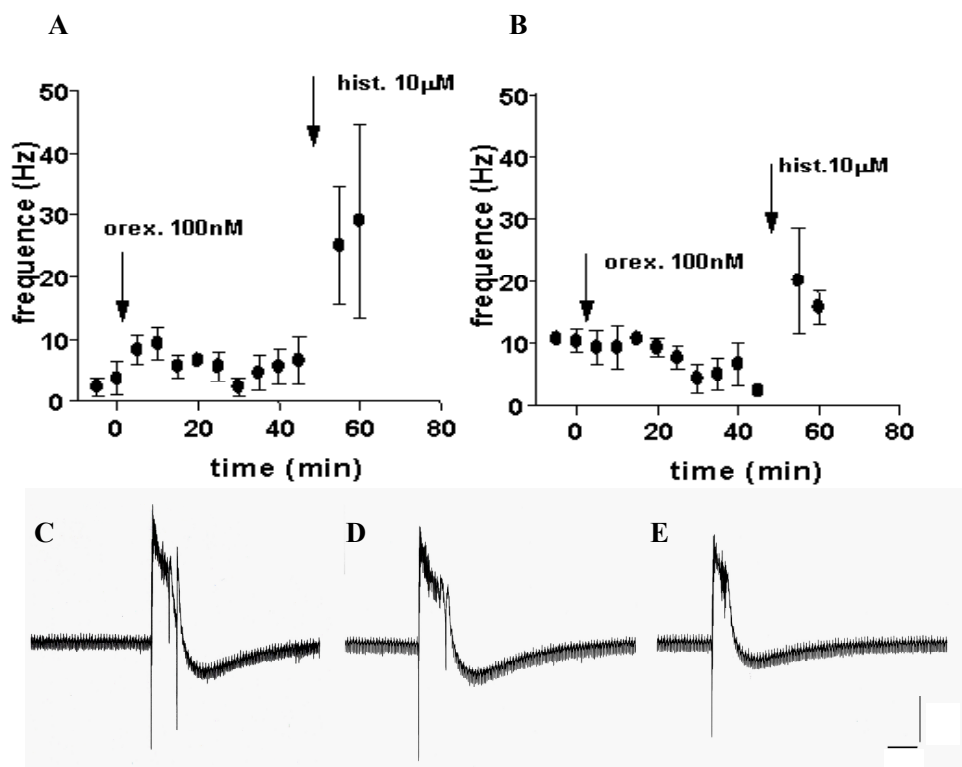 A
B
frequence (Hz)
50
40
30
20
10
0
orex. 100nM
hist. 10µM
0 20 40 60 80
time (min)
frequence (Hz)
50
40
30
20
10
0
orex. 100nM
hist.10µM
0 20 40 60 80
time (min)
C
D
E